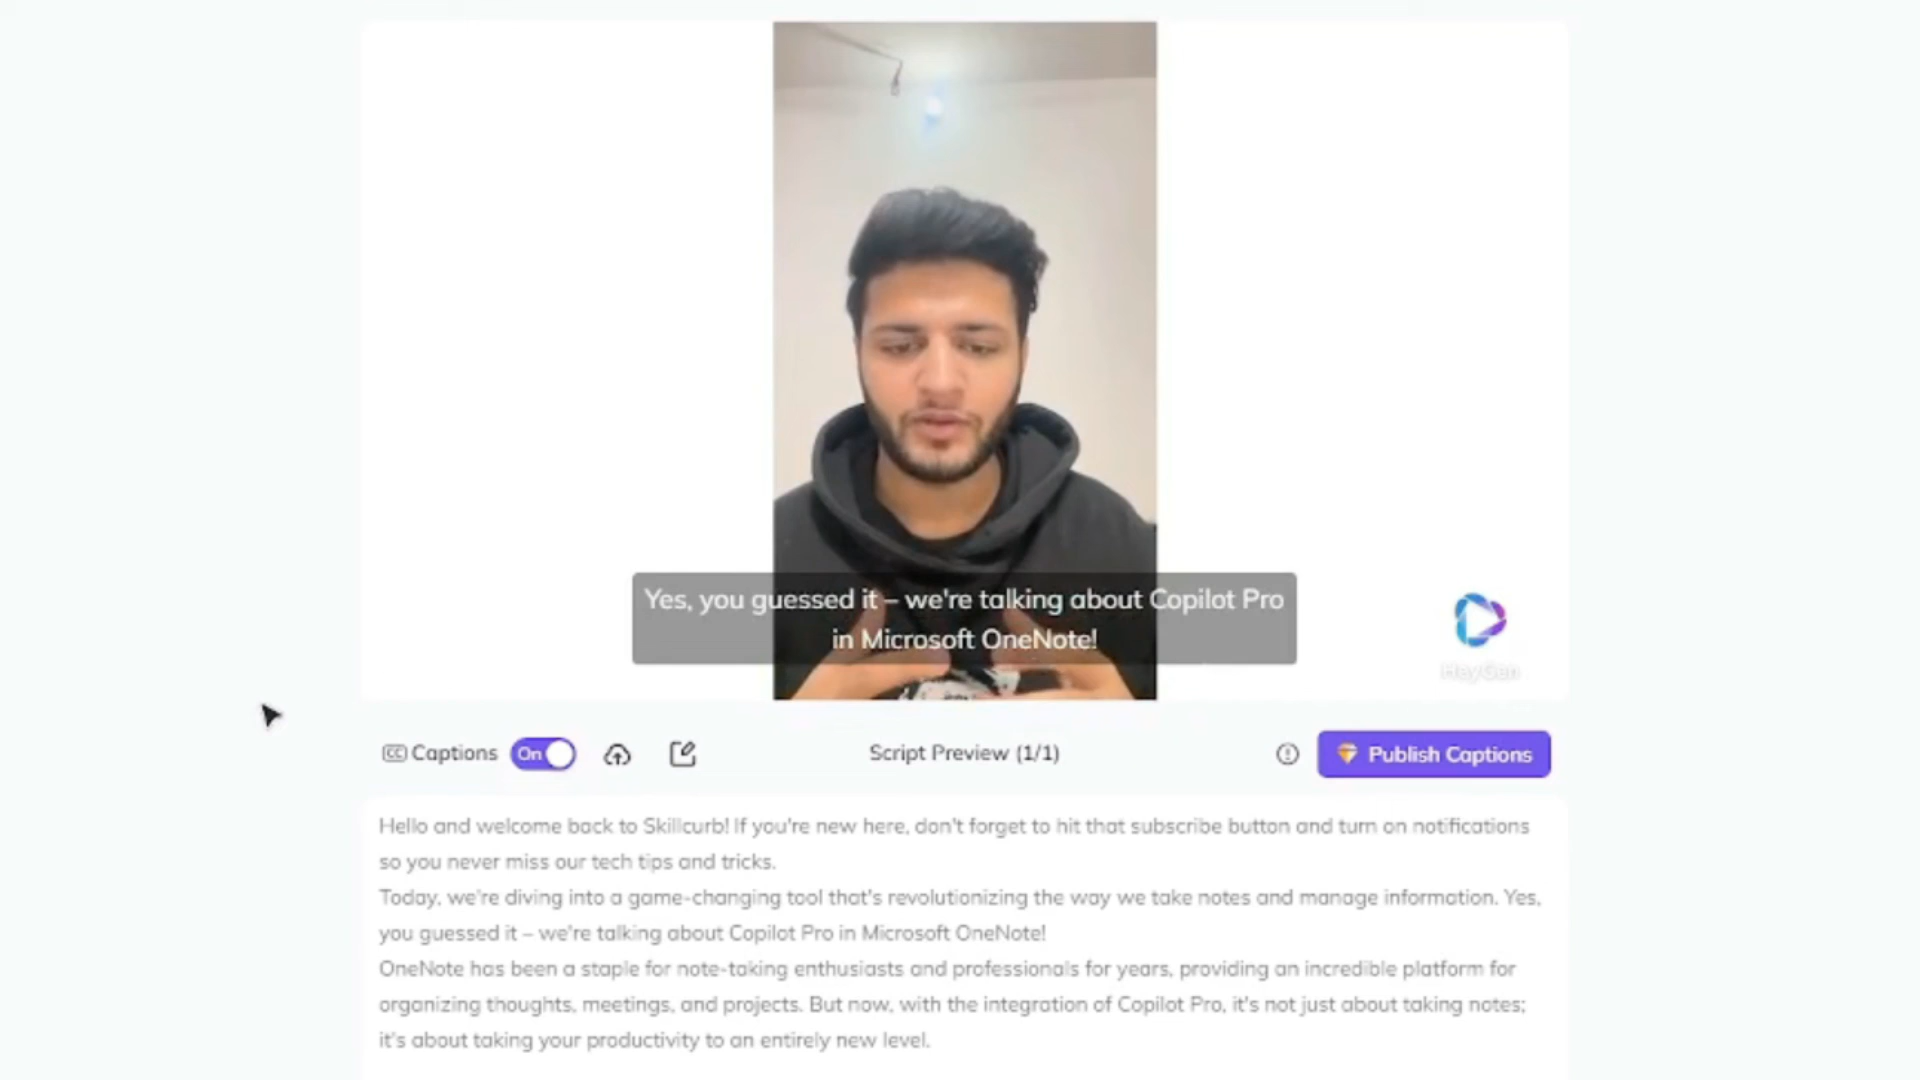 Yes, you guessed it – we're talking about Copilot Pro
in Microsoft OneNote!
HeyGen
CC Captions On
Script Preview (1/1)
Publish Captions
Hello and welcome back to Skillcurb! If you're new here, don't forget to hit that subscribe button and turn on notifications
so you never miss our tech tips and tricks.
Today, we're diving into a game-changing tool that's revolutionizing the way we take notes and manage information. Yes,
you guessed it – we're talking about Copilot Pro in Microsoft OneNote!
OneNote has been a staple for note-taking enthusiasts and professionals for years, providing an incredible platform for
organizing thoughts, meetings, and projects. But now, with the integration of Copilot Pro, it's not just about taking notes;
it's about taking your productivity to an entirely new level.